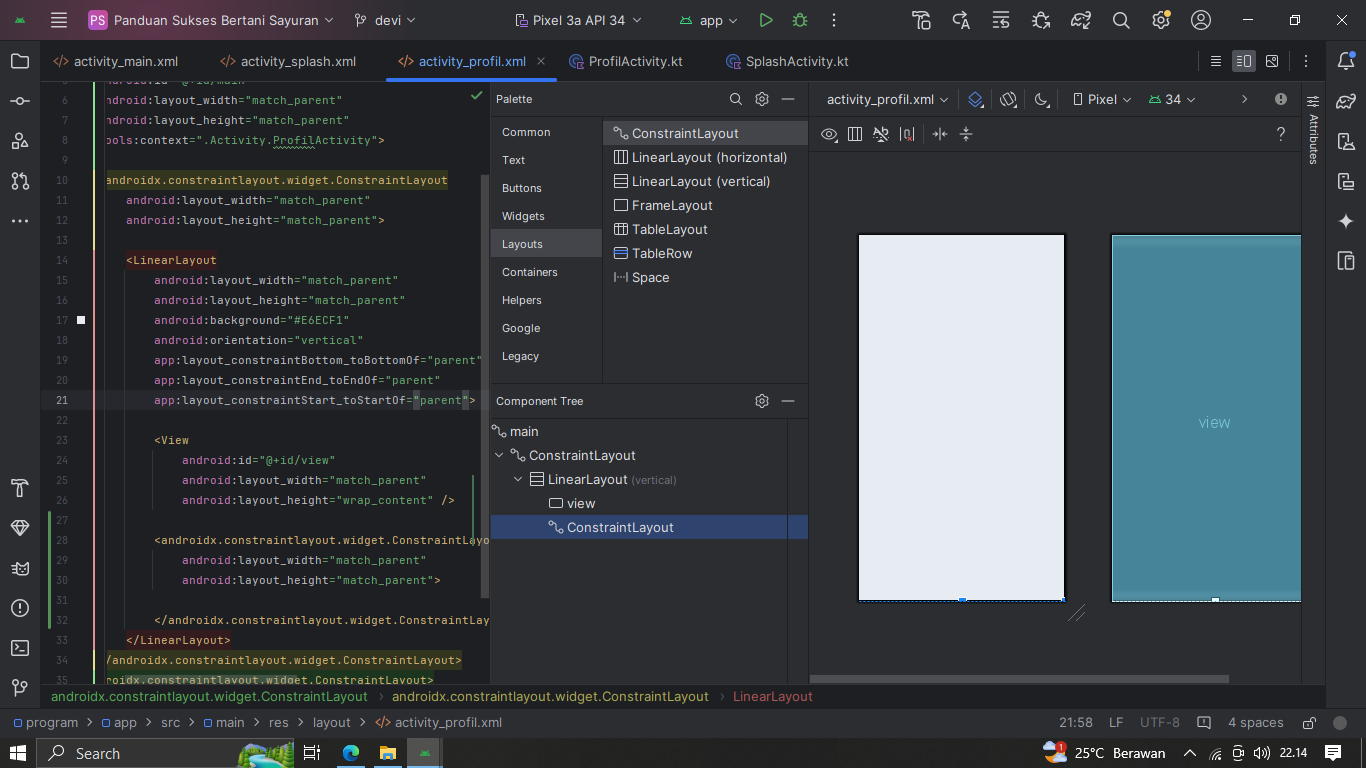 PS Panduan Sukses Bertani Sayuran devi Pixel 3a API 34 app
activity_main.xml activity_splash.xml activity_profil.xml ProfilActivity.kt SplashActivity.kt
6 ndroid:layout_width="match_parent"
7 ndroid:layout_height="match_parent"
8 ools:context=".Activity.ProfilActivity">
9
10 androidx.constraintlayout.widget.ConstraintLayout
11 android:layout_width="match_parent"
12 android:layout_height="match_parent">
13
14 <LinearLayout
15 android:layout_width="match_parent"
16 android:layout_height="match_parent"
17 android:background="#E6ECF1"
18 android:orientation="vertical"
19 app:layout_constraintBottom_toBottomOf="parent"
20 app:layout_constraintEnd_toEndOf="parent"
21 app:layout_constraintStart_toStartOf="parent">
22
23 <View
24 android:id="@+id/view"
25 android:layout_width="match_parent"
26 android:layout_height="wrap_content" />
27
28 <androidx.constraintlayout.widget.ConstraintLayo
29 android:layout_width="match_parent"
30 android:layout_height="match_parent">
31
32 </androidx.constraintlayout.widget.ConstraintLay
33 </LinearLayout>
34 /androidx.constraintlayout.widget.ConstraintLayout>
35 roidx.constraintlayout.widget.ConstraintLayout>
Palette
Common
Text
Buttons
Widgets
Layouts
Containers
Helpers
Google
Legacy
ConstraintLayout
LinearLayout (horizontal)
LinearLayout (vertical)
FrameLayout
TableLayout
TableRow
Space
Component Tree
main
ConstraintLayout
LinearLayout (vertical)
view
ConstraintLayout
activity_profil.xml Pixel 34
?
view
Attributes
androidx.constraintlayout.widget.ConstraintLayout > androidx.constraintlayout.widget.ConstraintLayout > LinearLayout
program > app > src > main > res > layout > activity_profil.xml 21:58 LF UTF-8 4 spaces
Search 1 25°C Berawan 22.14